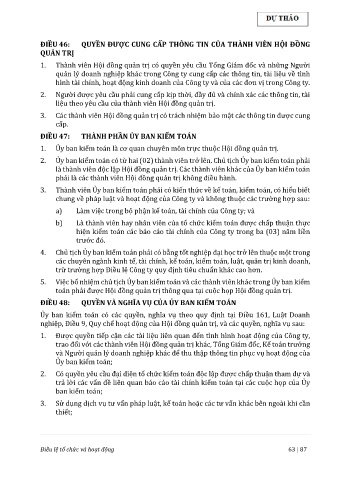 DỰ THẢO
ĐIỀU 46: QUYỀN ĐƯỢC CUNG CẤP THÔNG TIN CỦA THÀNH VIÊN HỘI ĐỒNG
QUẢN TRỊ
1. Thành viên Hội đồng quản trị có quyền yêu cầu Tổng Giám đốc và những Người
quản lý doanh nghiệp khác trong Công ty cung cấp các thông tin, tài liệu về tình
hình tài chính, hoạt động kinh doanh của Công ty và của các đơn vị trong Công ty.
2. Người được yêu cầu phải cung cấp kịp thời, đầy đủ và chính xác các thông tin, tài
liệu theo yêu cầu của thành viên Hội đồng quản trị.
3. Các thành viên Hội đồng quản trị có trách nhiệm bảo mật các thông tin được cung
cấp.
ĐIỀU 47: THÀNH PHẦN ỦY BAN KIỂM TOÁN
1. Ủy ban kiểm toán là cơ quan chuyên môn trực thuộc Hội đồng quản trị.
2. Ủy ban kiểm toán có từ hai (02) thành viên trở lên. Chủ tịch Ủy ban kiểm toán phải
là thành viên độc lập Hội đồng quản trị. Các thành viên khác của Ủy ban kiểm toán
phải là các thành viên Hội đồng quản trị không điều hành.
3. Thành viên Ủy ban kiểm toán phải có kiến thức về kế toán, kiểm toán, có hiểu biết
chung về pháp luật và hoạt động của Công ty và không thuộc các trường hợp sau:
a) Làm việc trong bộ phận kế toán, tài chính của Công ty; và
b) Là thành viên hay nhân viên của tổ chức kiểm toán được chấp thuận thực
hiện kiểm toán các báo cáo tài chính của Công ty trong ba (03) năm liền
trước đó.
4. Chủ tịch Ủy ban kiểm toán phải có bằng tốt nghiệp đại học trở lên thuộc một trong
các chuyên ngành kinh tế, tài chính, kế toán, kiểm toán, luật, quản trị kinh doanh,
trừ trường hợp Điều lệ Công ty quy định tiêu chuẩn khác cao hơn.
5. Việc bổ nhiệm chủ tịch Ủy ban kiểm toán và các thành viên khác trong Ủy ban kiểm
toán phải được Hội đồng quản trị thông qua tại cuộc họp Hội đồng quản trị.
ĐIỀU 48: QUYỀN VÀ NGHĨA VỤ CỦA ỦY BAN KIỂM TOÁN
Ủy ban kiểm toán có các quyền, nghĩa vụ theo quy định tại Điều 161, Luật Doanh
nghiệp, Điều 9, Quy chế hoạt động của Hội đồng quản trị, và các quyền, nghĩa vụ sau:
1. Được quyền tiếp cận các tài liệu liên quan đến tình hình hoạt động của Công ty,
trao đổi với các thành viên Hội đồng quản trị khác, Tổng Giám đốc, Kế toán trưởng
và Người quản lý doanh nghiệp khác để thu thập thông tin phục vụ hoạt động của
Ủy ban kiểm toán;
2. Có quyền yêu cầu đại diện tổ chức kiểm toán độc lập được chấp thuận tham dự và
trả lời các vấn đề liên quan báo cáo tài chính kiểm toán tại các cuộc họp của Ủy
ban kiểm toán;
3. Sử dụng dịch vụ tư vấn pháp luật, kế toán hoặc các tư vấn khác bên ngoài khi cần
thiết;
Điều lệ tổ chức và hoạt động 63 | 87